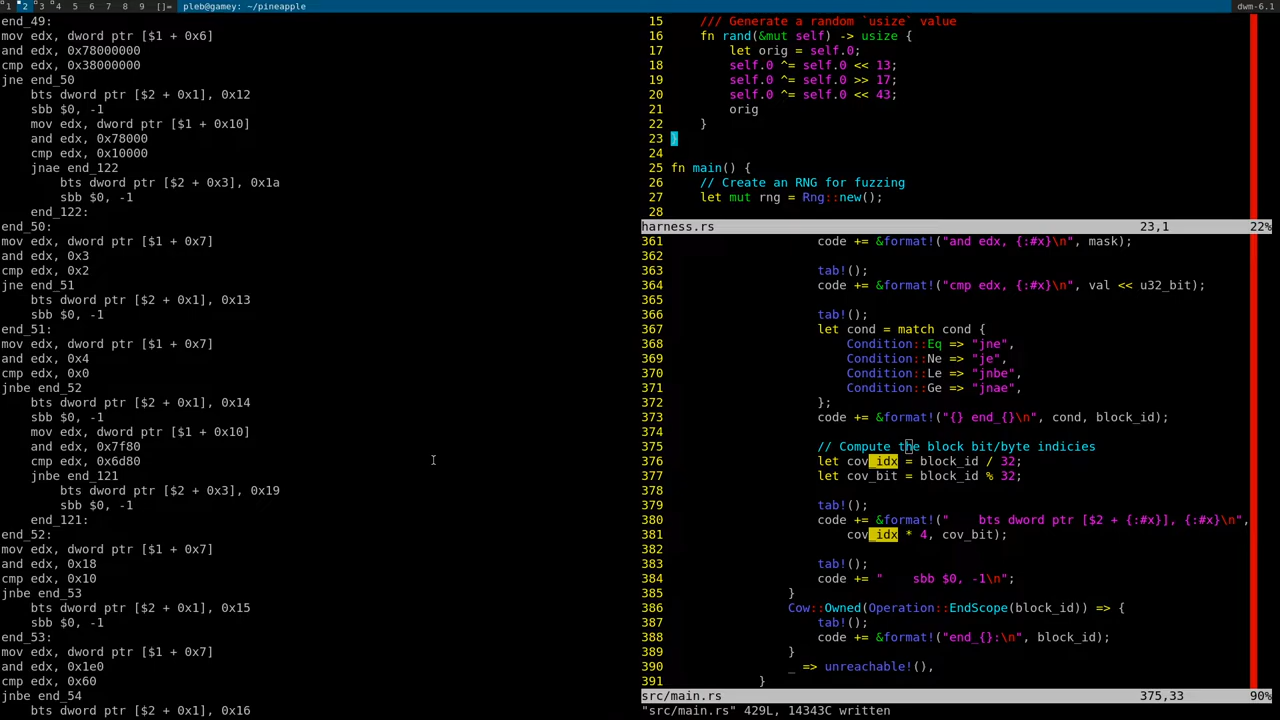 1 2 3 4 5 6 7 8 9 []= pleb@gamey: ~/pineapple dwm-6.1
end_49:
mov edx, dword ptr [$1 + 0x6]
and edx, 0x78000000
cmp edx, 0x38000000
jne end_50
bts dword ptr [$2 + 0x1], 0x12
sbb $0, -1
mov edx, dword ptr [$1 + 0x10]
and edx, 0x78000
cmp edx, 0x10000
jnae end_122
bts dword ptr [$2 + 0x3], 0x1a
sbb $0, -1
end_122:
end_50:
mov edx, dword ptr [$1 + 0x7]
and edx, 0x3
cmp edx, 0x2
jne end_51
bts dword ptr [$2 + 0x1], 0x13
sbb $0, -1
end_51:
mov edx, dword ptr [$1 + 0x7]
and edx, 0x4
cmp edx, 0x0
jnbe end_52
bts dword ptr [$2 + 0x1], 0x14
sbb $0, -1
mov edx, dword ptr [$1 + 0x10]
and edx, 0x7f80
cmp edx, 0x6d80
jnbe end_121
bts dword ptr [$2 + 0x3], 0x19
sbb $0, -1
end_121:
end_52:
mov edx, dword ptr [$1 + 0x7]
and edx, 0x18
cmp edx, 0x10
jnbe end_53
bts dword ptr [$2 + 0x1], 0x15
sbb $0, -1
end_53:
mov edx, dword ptr [$1 + 0x7]
and edx, 0x1e0
cmp edx, 0x60
jnbe end_54
bts dword ptr [$2 + 0x1], 0x16
15 /// Generate a random `usize` value
16 fn rand(&mut self) -> usize {
17 let orig = self.0;
18 self.0 ^= self.0 << 13;
19 self.0 ^= self.0 >> 17;
20 self.0 ^= self.0 << 43;
21 orig
22 }
23 }
24
25 fn main() {
26 // Create an RNG for fuzzing
27 let mut rng = Rng::new();
28
harness.rs 23,1 22%
361 code += &format!("and edx, {:#x}\n", mask);
362
363 tab!();
364 code += &format!("cmp edx, {:#x}\n", val << u32_bit);
365
366 tab!();
367 let cond = match cond {
368 Condition::Eq => "jne",
369 Condition::Ne => "je",
370 Condition::Le => "jnbe",
371 Condition::Ge => "jnae",
372 };
373 code += &format!("{} end_{}\n", cond, block_id);
374
375 // Compute the block bit/byte indicies
376 let cov_idx = block_id / 32;
377 let cov_bit = block_id % 32;
378
379 tab!();
380 code += &format!("    bts dword ptr [$2 + {:#x}], {:#x}\n",
381 cov_idx * 4, cov_bit);
382
383 tab!();
384 code += "    sbb $0, -1\n";
385 }
386 Cow::Owned(Operation::EndScope(block_id)) => {
387 tab!();
388 code += &format!("end_{}:\n", block_id);
389 }
390 _ => unreachable!(),
391 }
src/main.rs 375,33 90%
"src/main.rs" 429L, 14343C written